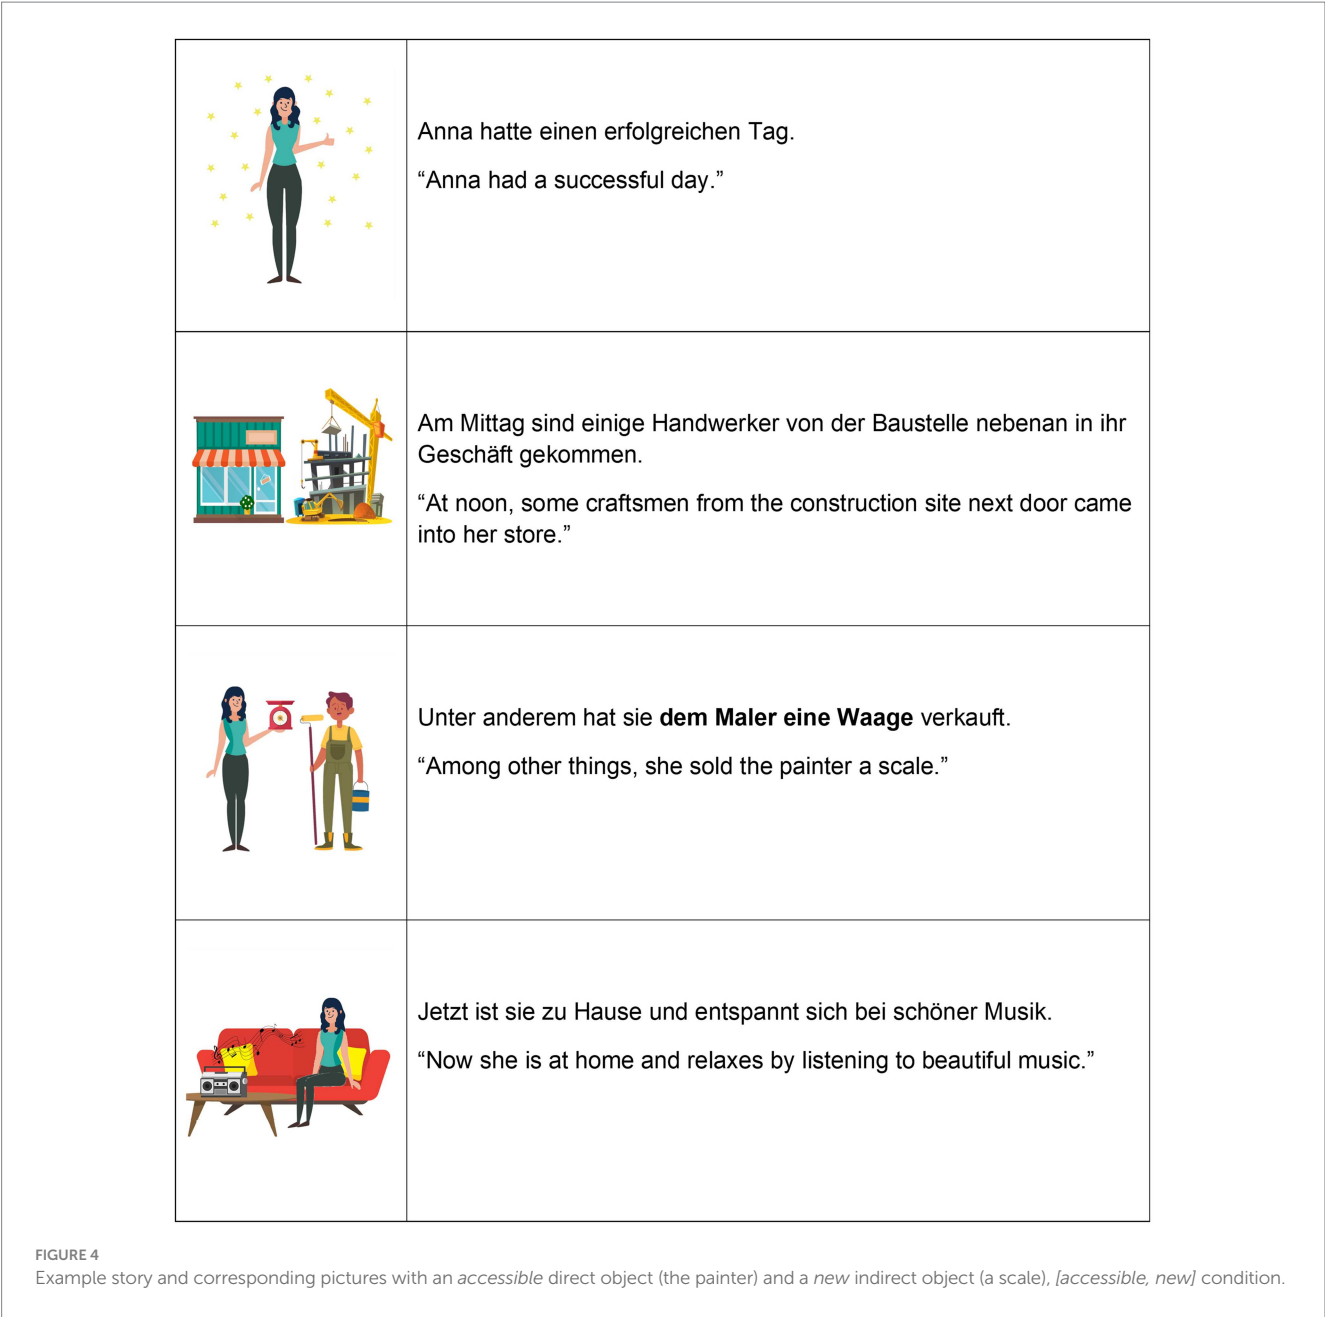 Anna hatte einen erfolgreichen Tag.
“Anna had a successful day.”
Am Mittag sind einige Handwerker von der Baustelle nebenan in ihr
Geschäft gekommen.
“At noon, some craftsmen from the construction site next door came
into her store.”
Unter anderem hat sie dem Maler eine Waage verkauft.
“Among other things, she sold the painter a scale.”
Jetzt ist sie zu Hause und entspannt sich bei schöner Musik.
“Now she is at home and relaxes by listening to beautiful music.”
FIGURE 4
Example story and corresponding pictures with an accessible direct object (the painter) and a new indirect object (a scale), [accessible, new] condition.